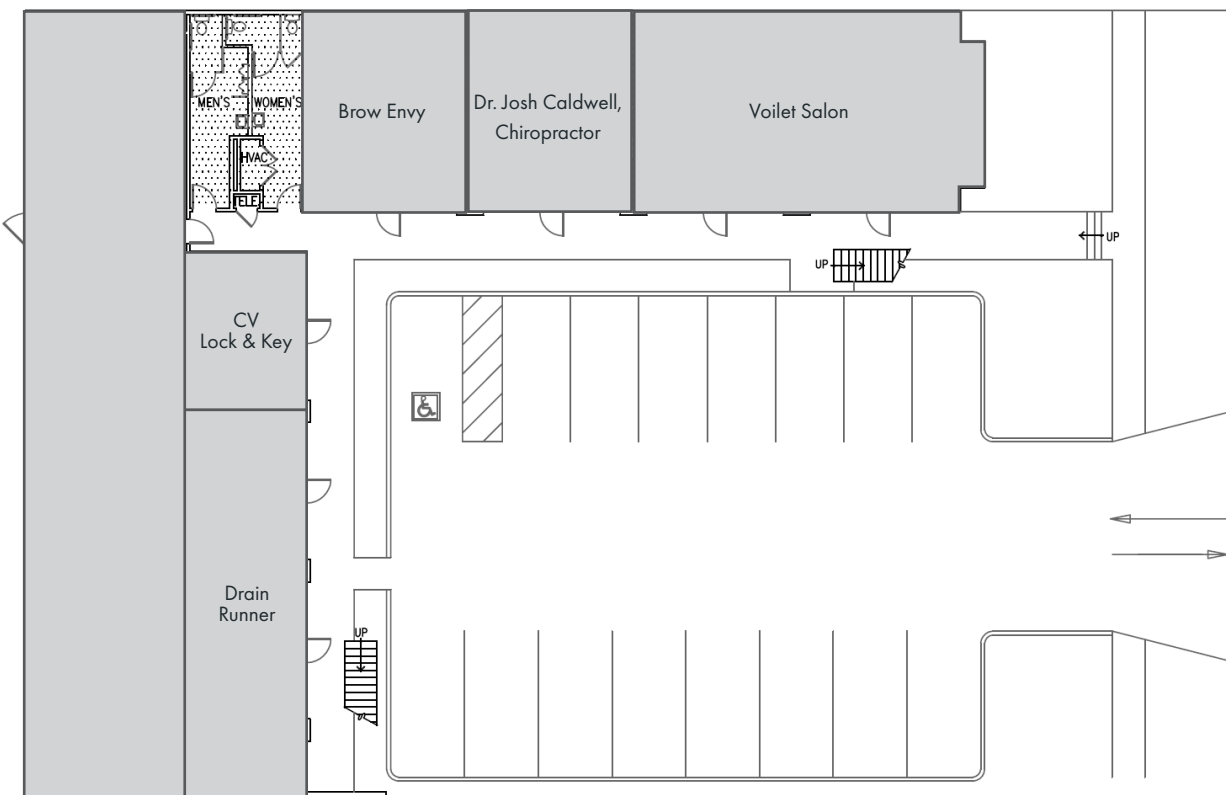 MEN'S
WOMEN'S
HVAC
TELE
Brow Envy
Dr. Josh Caldwell,
Chiropractor
Voilet Salon
UP
UP
CV
Lock & Key
Drain
Runner
UP